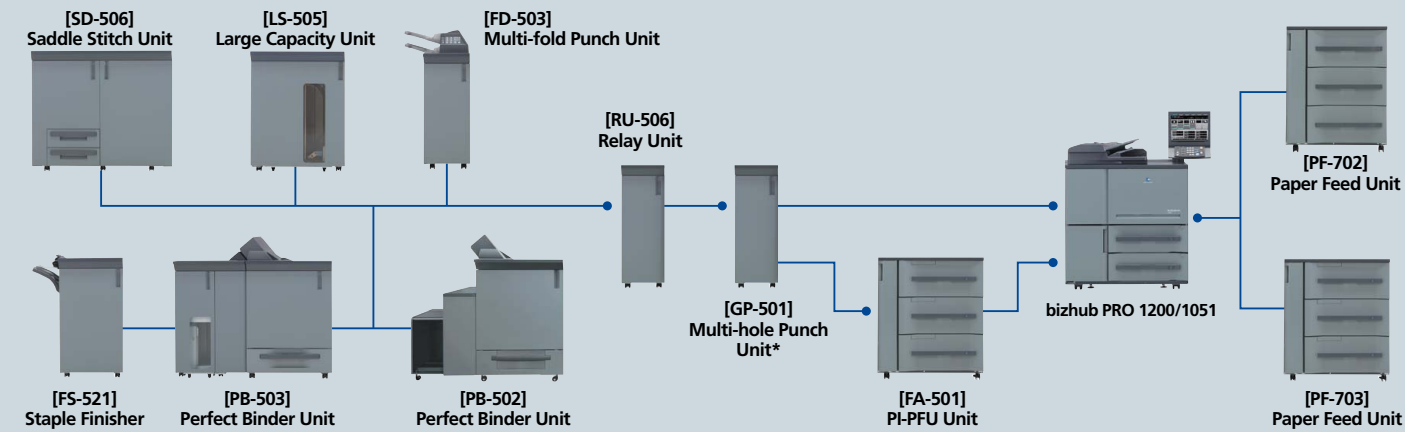 [SD-506]
Saddle Stitch Unit
[LS-505]
Large Capacity Unit
[FD-503]
Multi-fold Punch Unit
[RU-506]
Relay Unit
[PF-702]
Paper Feed Unit
[GP-501]
Multi-hole Punch
Unit*
bizhub PRO 1200/1051
[FS-521]
Staple Finisher
[PB-503]
Perfect Binder Unit
[PB-502]
Perfect Binder Unit
[FA-501]
PI-PFU Unit
[PF-703]
Paper Feed Unit